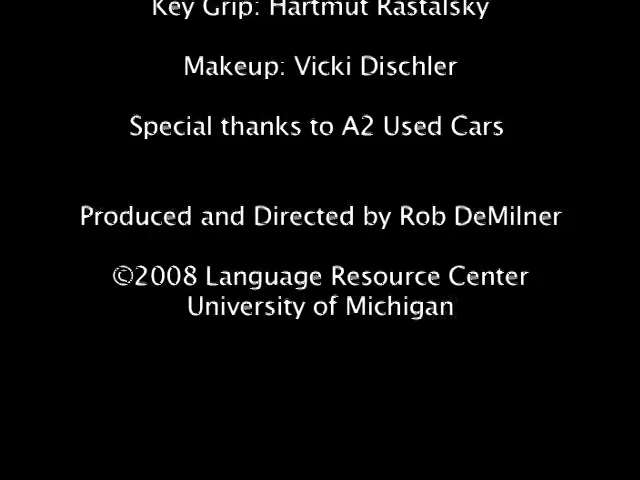 Key Grip: Hartmut Rastalsky
Makeup: Vicki Dischler
Special thanks to A2 Used Cars
Produced and Directed by Rob DeMilner
©2008 Language Resource Center
University of Michigan